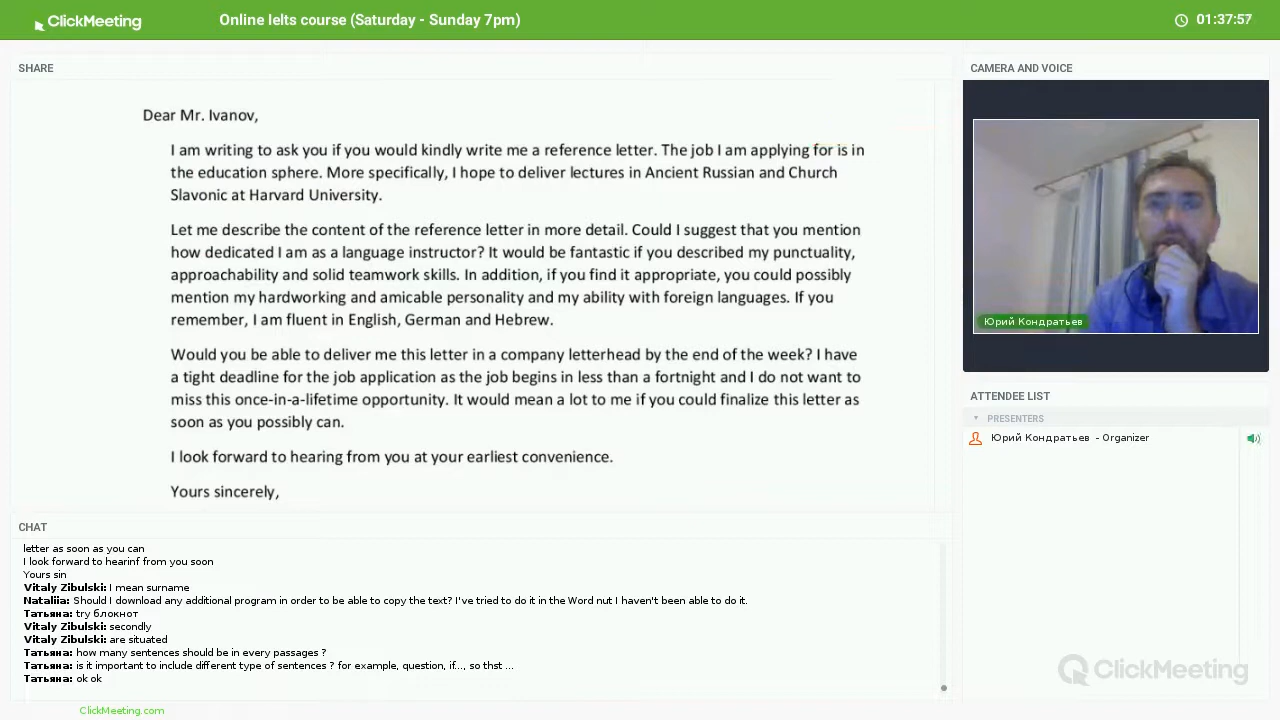 ClickMeeting
Online Ielts course (Saturday - Sunday 7pm)
01:37:57
SHARE
Dear Mr. Ivanov,
I am writing to ask you if you would kindly write me a reference letter. The job I am applying for is in
the education sphere. More specifically, I hope to deliver lectures in Ancient Russian and Church
Slavonic at Harvard University.
Let me describe the content of the reference letter in more detail. Could I suggest that you mention
how dedicated I am as a language instructor? It would be fantastic if you described my punctuality,
approachability and solid teamwork skills. In addition, if you find it appropriate, you could possibly
mention my hardworking and amicable personality and my ability with foreign languages. If you
remember, I am fluent in English, German and Hebrew.
Would you be able to deliver me this letter in a company letterhead by the end of the week? I have
a tight deadline for the job application as the job begins in less than a fortnight and I do not want to
miss this once-in-a-lifetime opportunity. It would mean a lot to me if you could finalize this letter as
soon as you possibly can.
I look forward to hearing from you at your earliest convenience.
Yours sincerely,
CHAT
letter as soon as you can
I look forward to hearinf from you soon
Yours sin
Vitaly Zibulski: I mean surname
Nataliia: Should I download any additional program in order to be able to copy the text? I've tried to do it in the Word nut I haven't been able to do it.
Татьяна: try блокнот
Vitaly Zibulski: secondly
Vitaly Zibulski: are situated
Татьяна: how many sentences should be in every passages ?
Татьяна: is it important to include different type of sentences ? for example, question, if..., so thst ...
Татьяна: ok ok
ClickMeeting.com
CAMERA AND VOICE
Юрий Кондратьев
ATTENDEE LIST
PRESENTERS
Юрий Кондратьев - Organizer
ClickMeeting